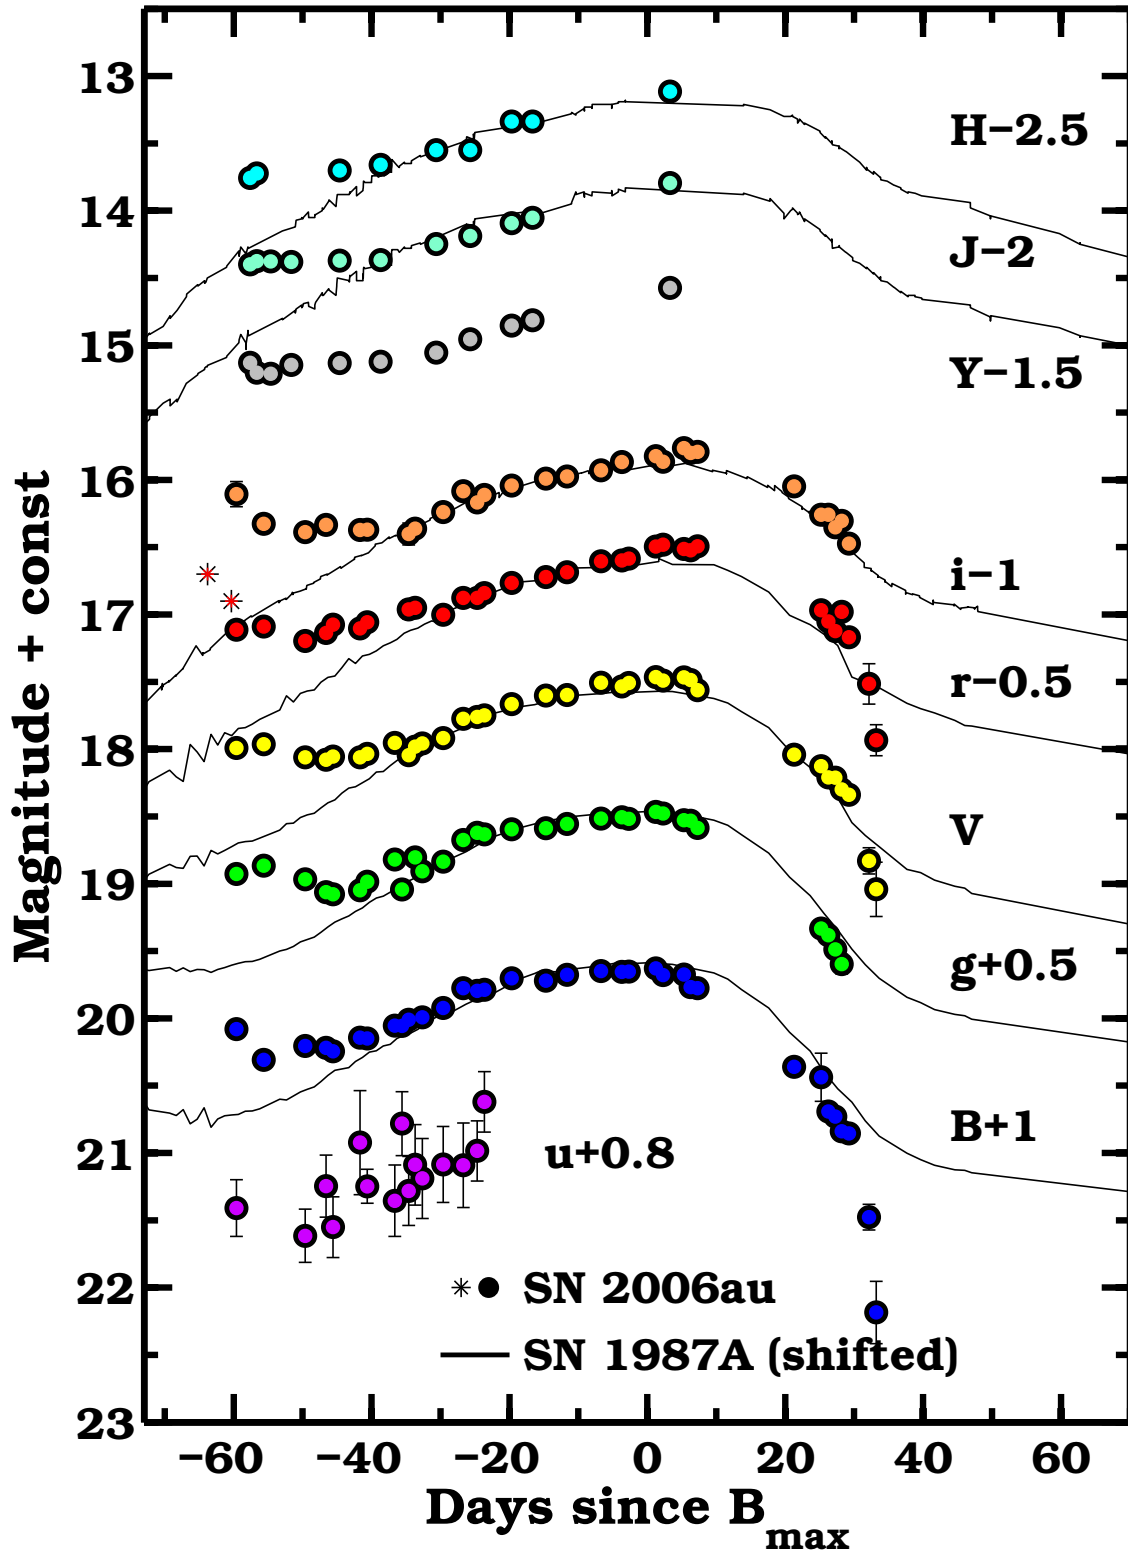 13
H−2.5
14
J−2
15
Y−1.5
16
i−1
17
r−0.5
18
V
19
g+0.5
20
B+1
21
u+0.8
22
SN 2006au
SN 1987A (shifted)
23
−60 −40 −20 0 20 40 60
Days since Bmax
Magnitude + const